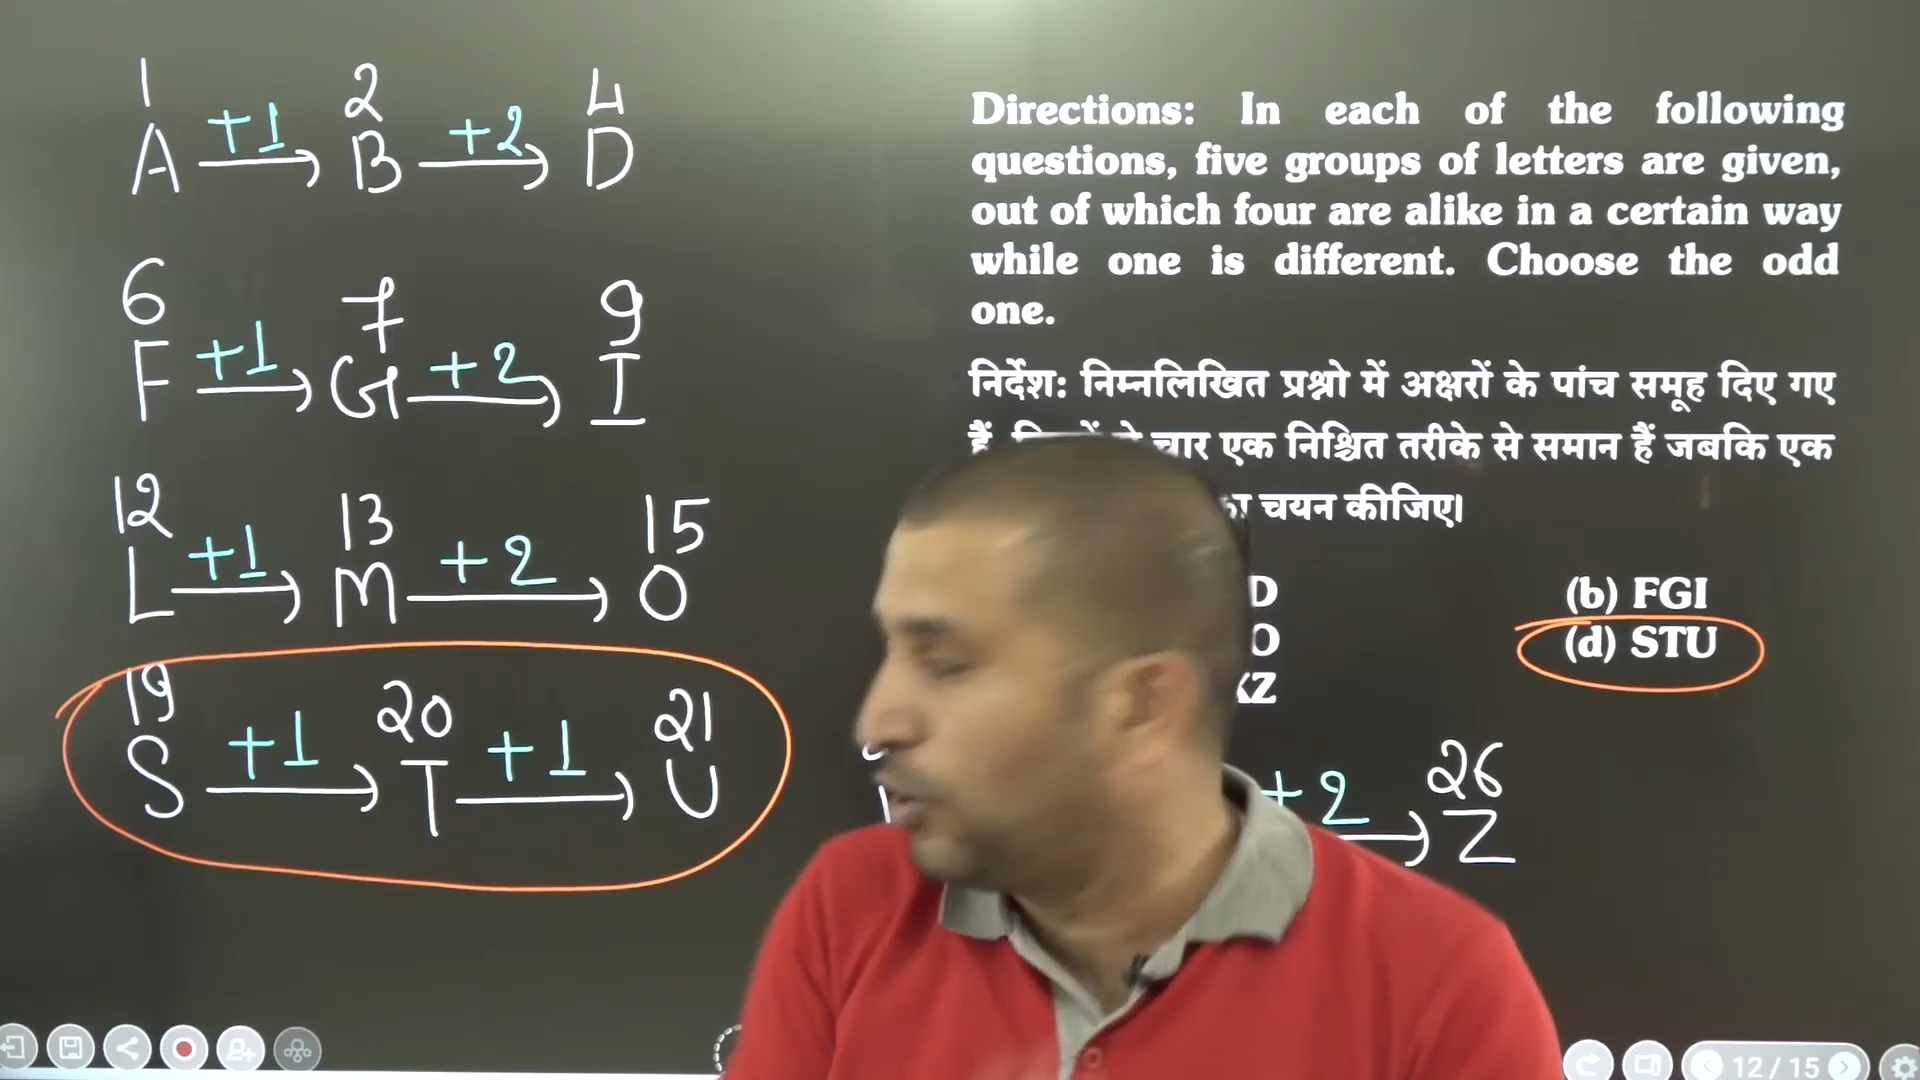 1 2 4
A +1 B +2 D
6 7 9
F +1 G +2 I
12 13 15
L +1 M +2 O
19 20 21
S +1 T +1 U
Directions: In each of the following
questions, five groups of letters are given,
out of which four are alike in a certain way
while one is different. Choose the odd
one.
निर्देश: निम्नलिखित प्रश्नो में अक्षरों के पांच समूह दिए गए
चार एक निश्चित तरीके से समान हैं जबकि एक
चयन कीजिए।
D (b) FGI
O (d) STU
Z
+2 26
Z
12 / 15